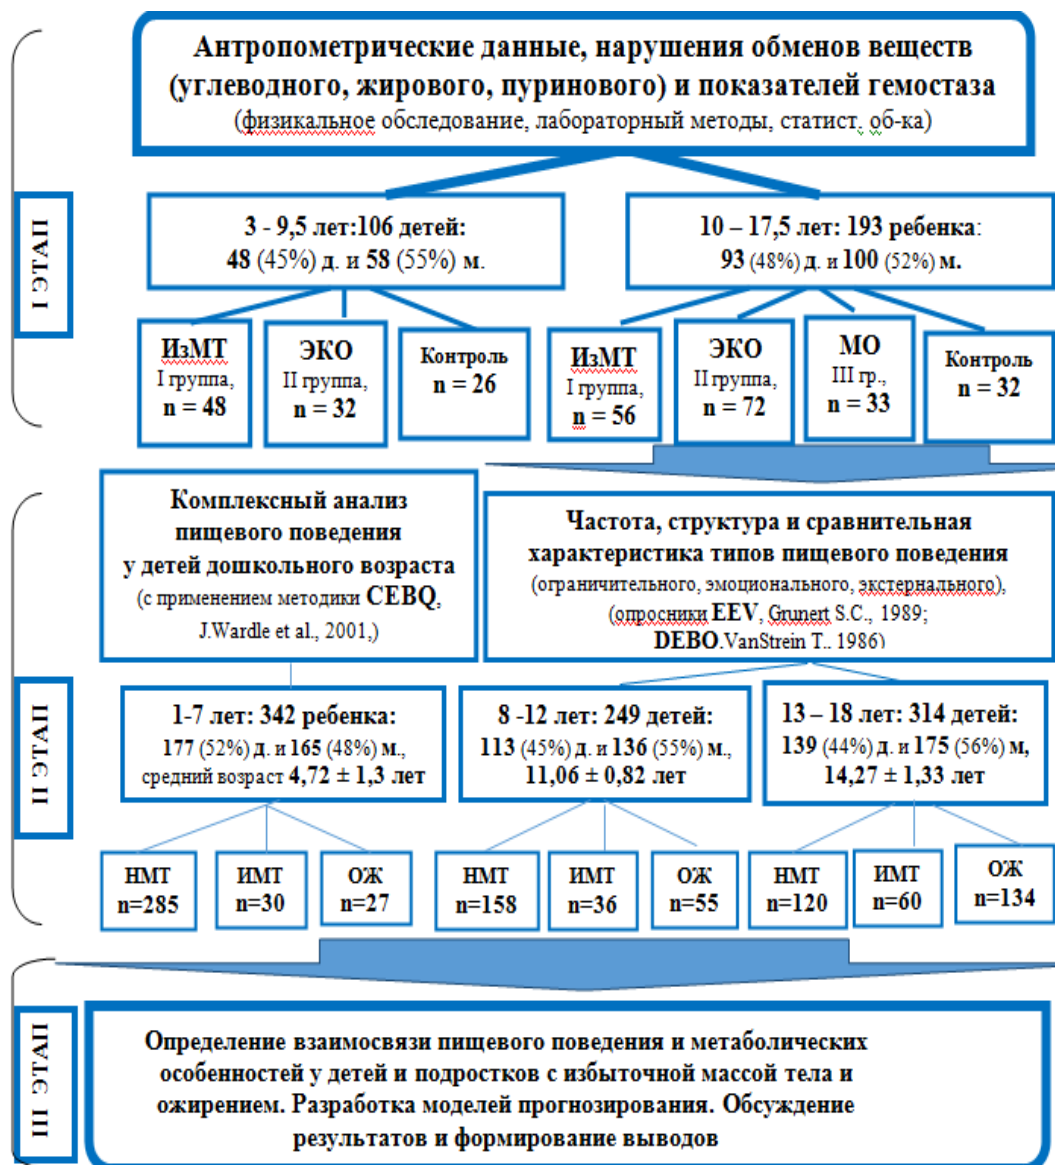 Антропометрические данные, нарушения обменов веществ
(углеводного, жирового, пуринового) и показателей гемостаза
(физикальное обследование, лабораторный методы, статист. об-ка)
I ЭТАП
3 - 9,5 лет:106 детей:
48 (45%) д. и 58 (55%) м.
10 – 17,5 лет: 193 ребенка:
93 (48%) д. и 100 (52%) м.
ИзМТ
I группа,
n = 48
ЭКО
II группа,
n = 32
Контроль
n = 26
ИзМТ
I группа,
n = 56
ЭКО
II группа,
n = 72
МО
III гр.,
n = 33
Контроль
n = 32
II ЭТАП
Комплексный анализ
пищевого поведения
у детей дошкольного возраста
(с применением методики CEBQ,
J.Wardle et al., 2001,)
Частота, структура и сравнительная
характеристика типов пищевого поведения
(ограничительного, эмоционального, экстернального),
(опросники EEV, Grunert S.C., 1989;
DEBO.VanStrein T.. 1986)
1-7 лет: 342 ребенка:
177 (52%) д. и 165 (48%) м.,
средний возраст 4,72 ± 1,3 лет
8 -12 лет: 249 детей:
113 (45%) д. и 136 (55%) м.,
11,06 ± 0,82 лет
13 – 18 лет: 314 детей:
139 (44%) д. и 175 (56%) м,
14,27 ± 1,33 лет
НМТ
n=285
ИМТ
n=30
ОЖ
n=27
НМТ
n=158
ИМТ
n=36
ОЖ
n=55
НМТ
n=120
ИМТ
n=60
ОЖ
n=134
III ЭТАП
Определение взаимосвязи пищевого поведения и метаболических
особенностей у детей и подростков с избыточной массой тела и
ожирением. Разработка моделей прогнозирования. Обсуждение
результатов и формирование выводов